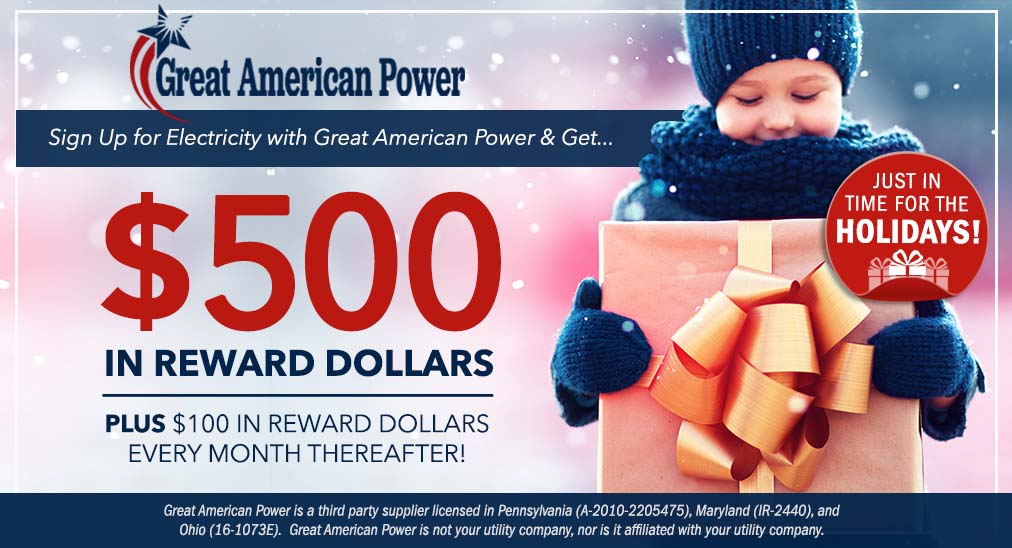 Great American Power
Sign Up for Electricity with Great American Power & Get...
$500
IN REWARD DOLLARS
PLUS $100 IN REWARD DOLLARS
EVERY MONTH THEREAFTER!
JUST IN
TIME FOR THE
HOLIDAYS!
Great American Power is a third party supplier licensed in Pennsylvania (A-2010-2205475), Maryland (IR-2440), and
Ohio (16-1073E). Great American Power is not your utility company, nor is it affiliated with your utility company.